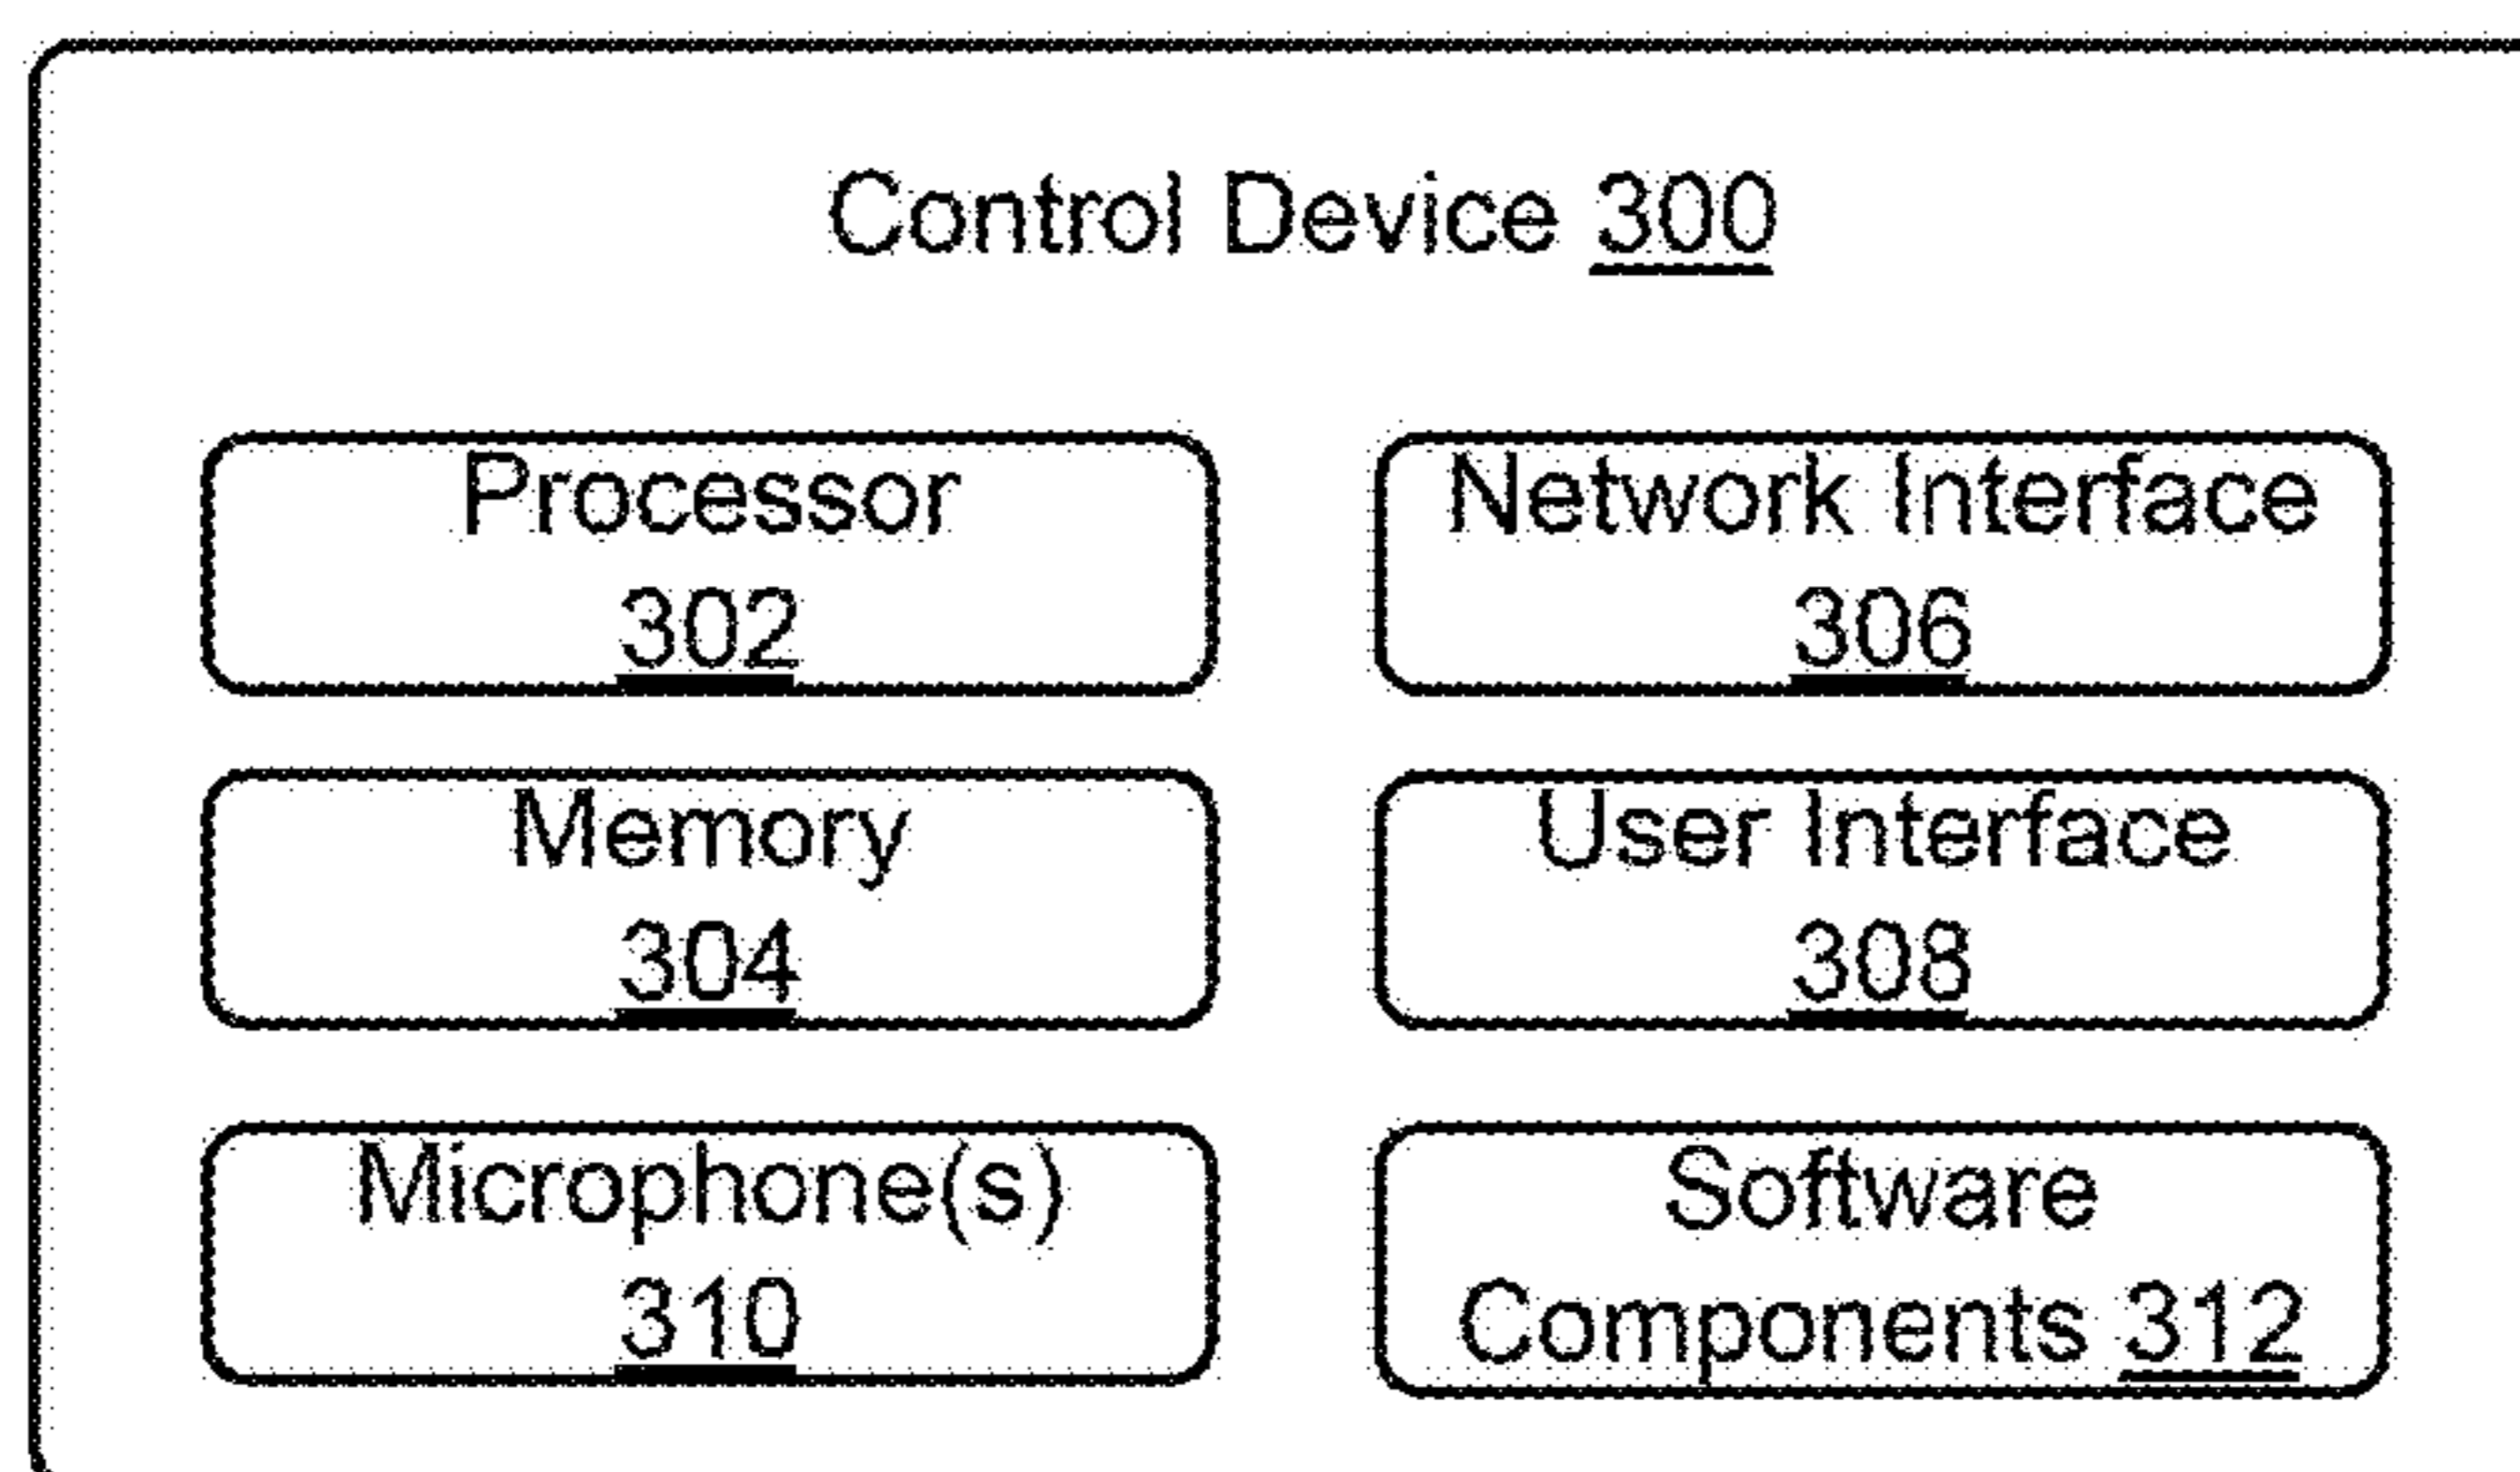 Control Device 300
Processor
302
Network Interface
306
Memory
304
User Interface
308
Microphone(s)
310
Software
Components 312